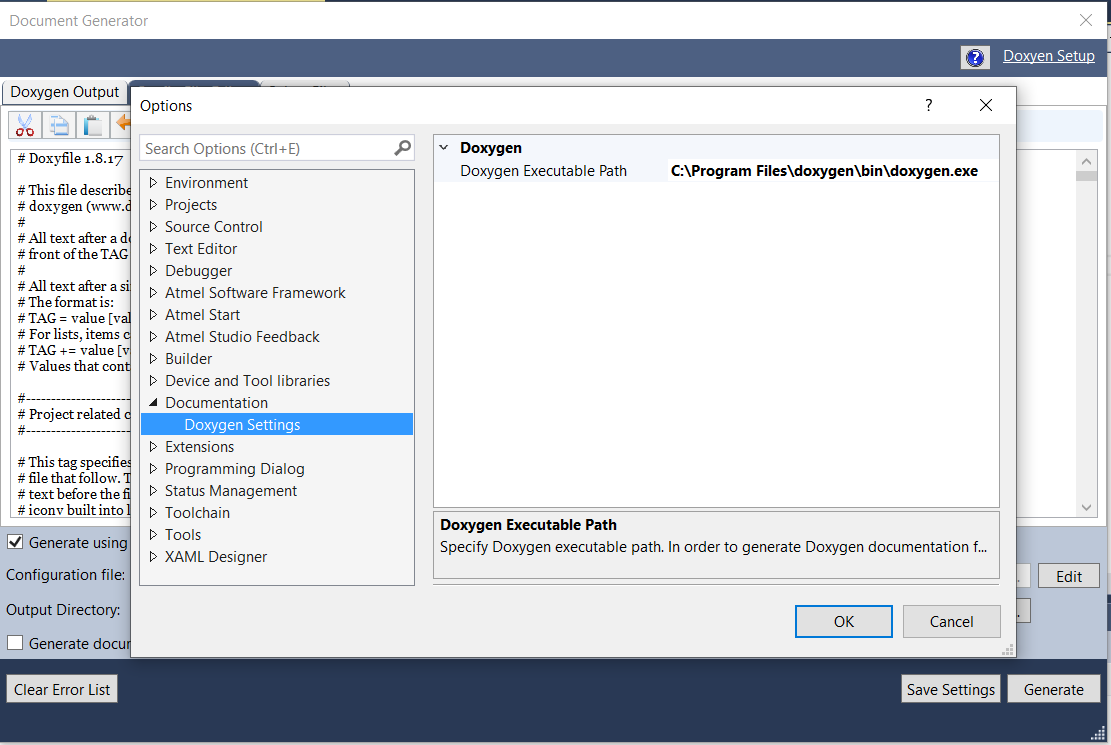 Document Generator
Doxyen Setup
Doxygen Output
Options
Search Options (Ctrl+E)
Environment
Projects
Source Control
Text Editor
Debugger
Atmel Software Framework
Atmel Start
Atmel Studio Feedback
Builder
Device and Tool libraries
Documentation
Doxygen Settings
Extensions
Programming Dialog
Status Management
Toolchain
Tools
XAML Designer
Doxygen
Doxygen Executable Path C:\Program Files\doxygen\bin\doxygen.exe
Doxygen Executable Path
Specify Doxygen executable path. In order to generate Doxygen documentation f...
OK Cancel
# Doxyfile 1.8.17
# This file describe
# doxygen (www.d
#
# All text after a d
# front of the TAG
#
# All text after a si
# The format is:
# TAG = value [val
# For lists, items c
# TAG += value [v
# Values that cont
#---------------------
# Project related c
#---------------------
# This tag specifies
# file that follow. T
# text before the fi
# iconv built into l
Generate using
Configuration file:
Edit
Output Directory:
Generate docur
Clear Error List
Save Settings Generate